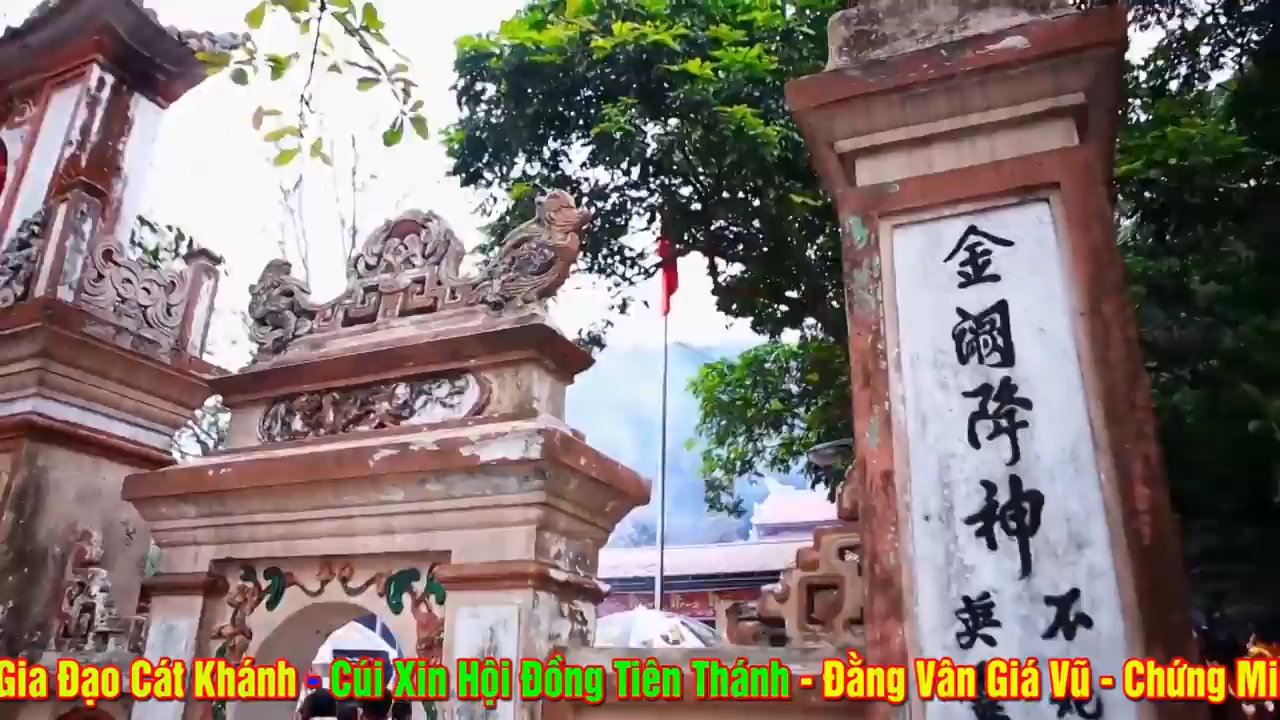 金闕降神
不
英
Gia Đạo Cát Khánh - Cúi Xin Hội Đồng Tiên Thánh - Đằng Vân Giá Vũ - Chứng Mi